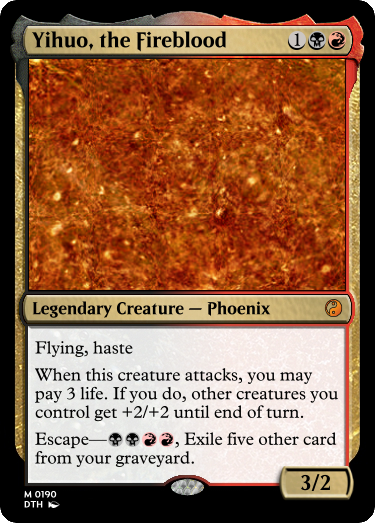 Yihuo, the Fireblood 1
Legendary Creature — Phoenix
Flying, haste
When this creature attacks, you may
pay 3 life. If you do, other creatures you
control get +2/+2 until end of turn.
Escape—, Exile five other card
from your graveyard.
3/2
M 0190
DTH